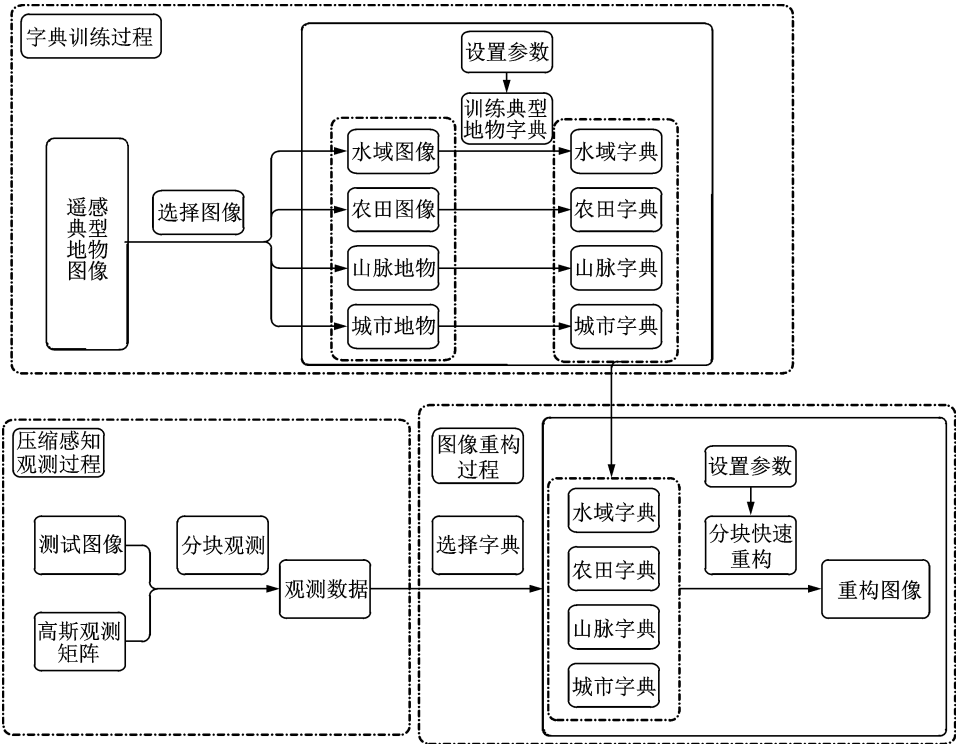 字典训练过程
设置参数
训练典型
地物字典
遥感
典型
地物
图像
选择图像
水域图像
水域字典
农田图像
农田字典
山脉地物
山脉字典
城市地物
城市字典
压缩感知
观测过程
测试图像
分块观测
高斯观测
矩阵
观测数据
图像重构
过程
选择字典
水域字典
农田字典
山脉字典
城市字典
设置参数
分块快速
重构
重构图像